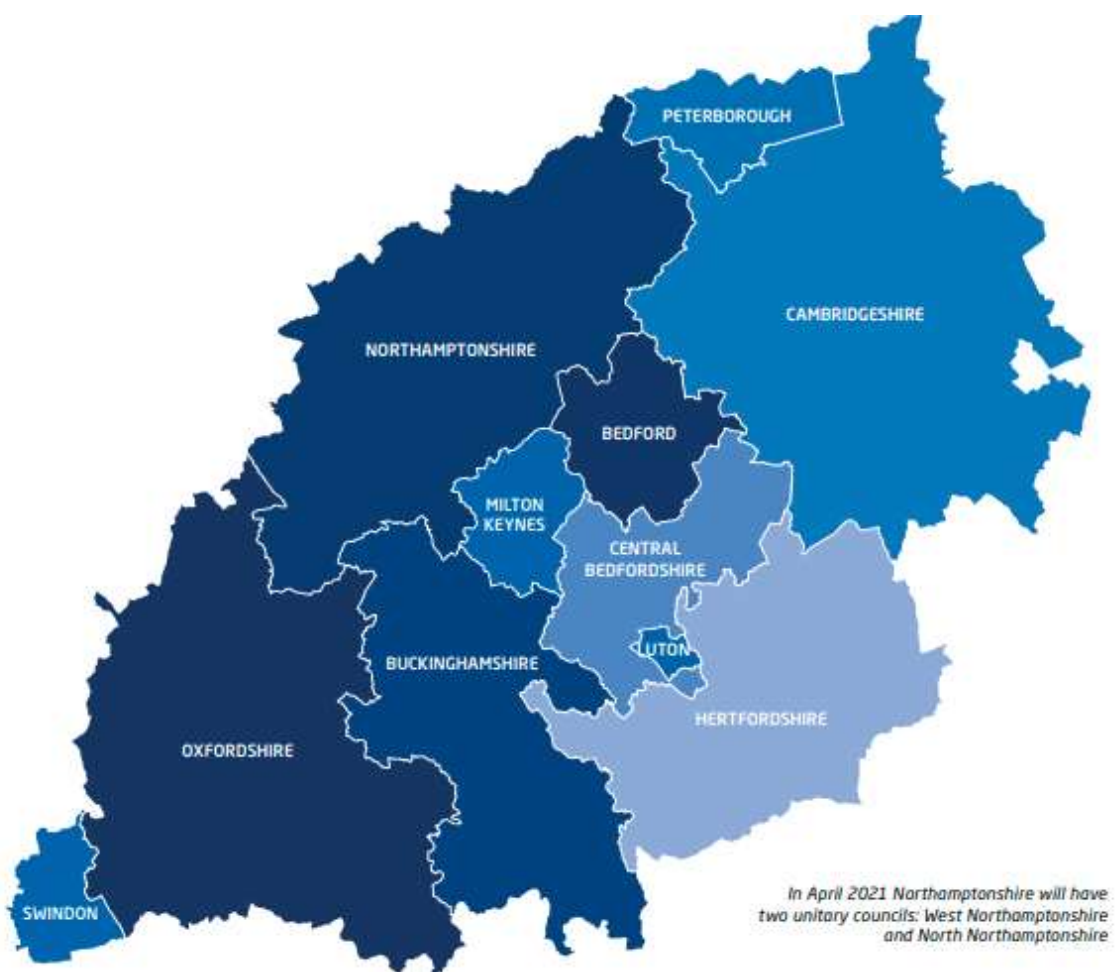 PETERBOROUGH
CAMBRIDGESHIRE
NORTHAMPTONSHIRE
BEDFORD
MILTON
KEYNES
CENTRAL
BEDFORDSHIRE
LUTON
BUCKINGHAMSHIRE
HERTFORDSHIRE
OXFORDSHIRE
SWINDON
In April 2021 Northamptonshire will have
two unitary councils: West Northamptonshire
and North Northamptonshire